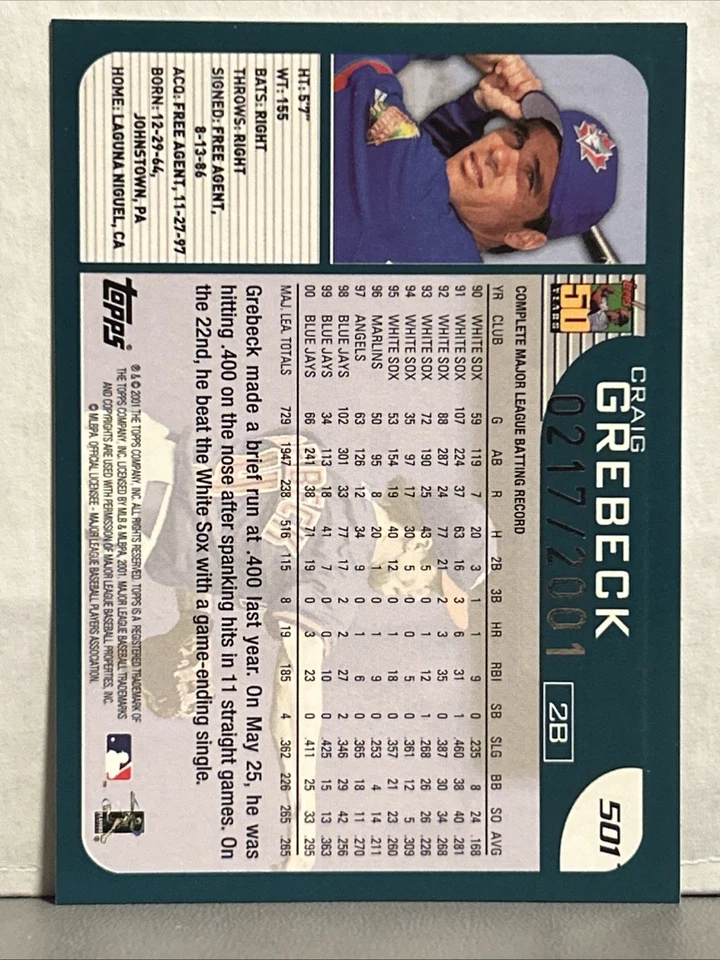 topps
50
YEARS
CRAIG
GREBECK
0217/2001
2B
501
HT: 5'7"
WT: 155
BATS: RIGHT
THROWS: RIGHT
SIGNED: FREE AGENT,
8-13-86
ACQ: FREE AGENT, 11-27-97
BORN: 12-29-64,
JOHNSTOWN, PA
HOME: LAGUNA NIGUEL, CA
COMPLETE MAJOR LEAGUE BATTING RECORD
YR CLUB G AB R H 2B 3B HR RBI SB SLG BB SO AVG
90 WHITE SOX 59 119 7 20 3 1 1 9 0 .235 8 24 .168
91 WHITE SOX 107 224 37 63 16 3 6 31 1 .460 38 40 .281
92 WHITE SOX 88 287 24 77 21 2 3 35 0 .387 30 34 .268
93 WHITE SOX 72 190 25 43 5 0 1 12 1 .268 26 26 .226
94 WHITE SOX 35 97 17 30 5 0 0 5 0 .361 12 5 .309
95 WHITE SOX 53 154 19 40 12 0 1 18 0 .357 21 23 .260
96 MARLINS 50 95 8 20 1 0 1 9 0 .253 4 14 .211
97 ANGELS 63 126 12 34 9 0 1 6 0 .365 18 11 .270
98 BLUE JAYS 102 301 33 77 17 2 2 27 2 .346 29 42 .256
99 BLUE JAYS 34 113 18 41 7 0 0 10 0 .425 15 13 .363
00 BLUE JAYS 66 241 38 71 19 0 3 23 0 .411 25 33 .295
MAJ. LEA. TOTALS 729 1947 238 516 115 8 19 185 4 .362 226 265 .265
Grebeck made a brief run at .400 last year. On May 25, he was
hitting .400 on the nose after spanking hits in 11 straight games. On
the 22nd, he beat the White Sox with a game-ending single.
topps®
® & © 2001 THE TOPPS COMPANY, INC. ALL RIGHTS RESERVED. TOPPS IS A REGISTERED TRADEMARK OF
THE TOPPS COMPANY, INC. LICENSED BY MLB & MLBPA, 2001. MAJOR LEAGUE BASEBALL TRADEMARKS
AND COPYRIGHTS ARE USED WITH PERMISSION OF MAJOR LEAGUE BASEBALL PROPERTIES, INC.
© MLBPA. OFFICIAL LICENSEE - MAJOR LEAGUE BASEBALL PLAYERS ASSOCIATION.